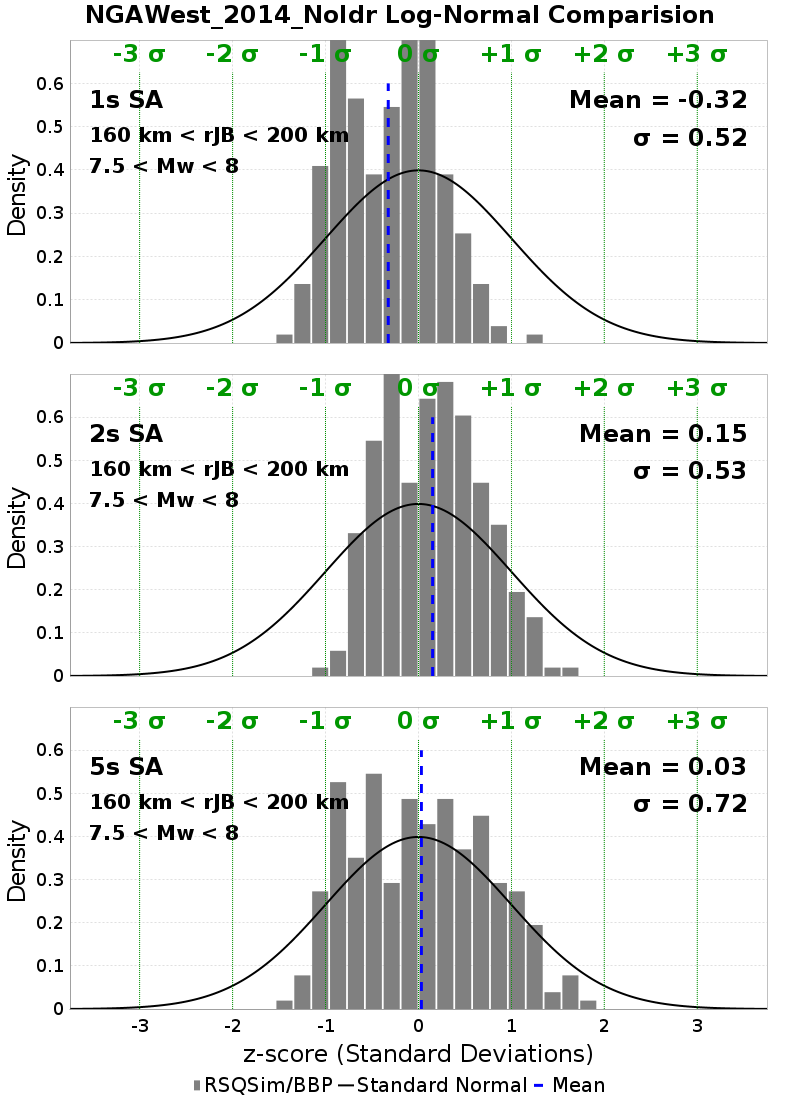 NGAWest_2014_NoIdr Log-Normal Comparision
-3 σ -2 σ -1 σ 0 σ +1 σ +2 σ +3 σ
1s SA
Mean = -0.32
160 km < rJB < 200 km
σ = 0.52
7.5 < Mw < 8
0.6
0.5
0.4
0.3
0.2
0.1
0
Density
-3 σ -2 σ -1 σ 0 σ +1 σ +2 σ +3 σ
2s SA
Mean = 0.15
160 km < rJB < 200 km
σ = 0.53
7.5 < Mw < 8
0.6
0.5
0.4
0.3
0.2
0.1
0
Density
-3 σ -2 σ -1 σ 0 σ +1 σ +2 σ +3 σ
5s SA
Mean = 0.03
160 km < rJB < 200 km
σ = 0.72
7.5 < Mw < 8
0.6
0.5
0.4
0.3
0.2
0.1
0
Density
-3 -2 -1 0 1 2 3
z-score (Standard Deviations)
RSQSim/BBP Standard Normal Mean